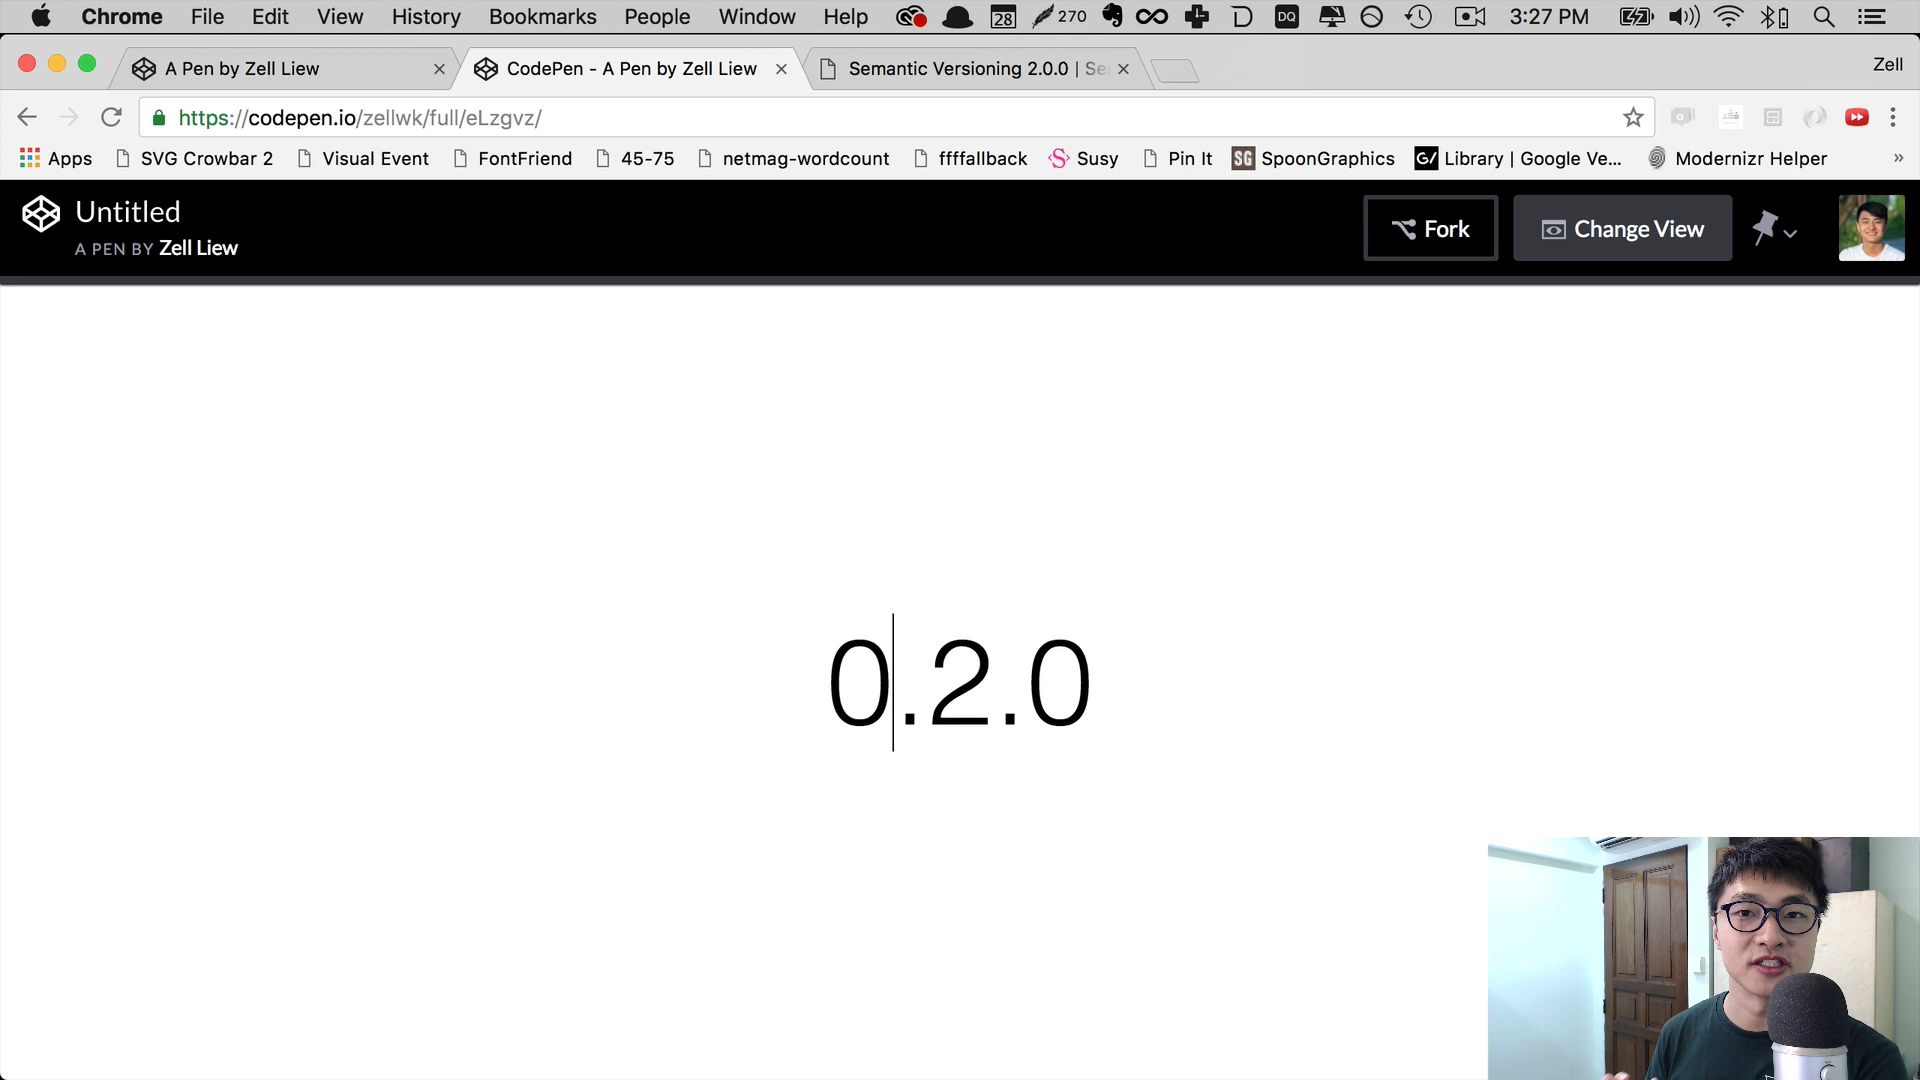 Chrome File Edit View History Bookmarks People Window Help 28 270 DQ 3:27 PM
A Pen by Zell Liew
CodePen - A Pen by Zell Liew
Semantic Versioning 2.0.0 | Se
Zell
https://codepen.io/zellwk/full/eLzgvz/
Apps SVG Crowbar 2 Visual Event FontFriend 45-75 netmag-wordcount ffffallback Susy Pin It SG SpoonGraphics G/ Library | Google Ve... Modernizr Helper »
Untitled
A PEN BY Zell Liew
Fork
Change View
0.2.0